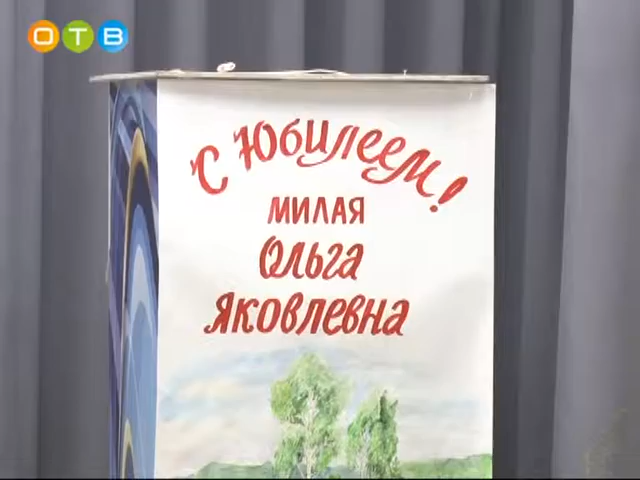 ОТВ
С Юбилеем!
милая
Ольга
Яковлевна